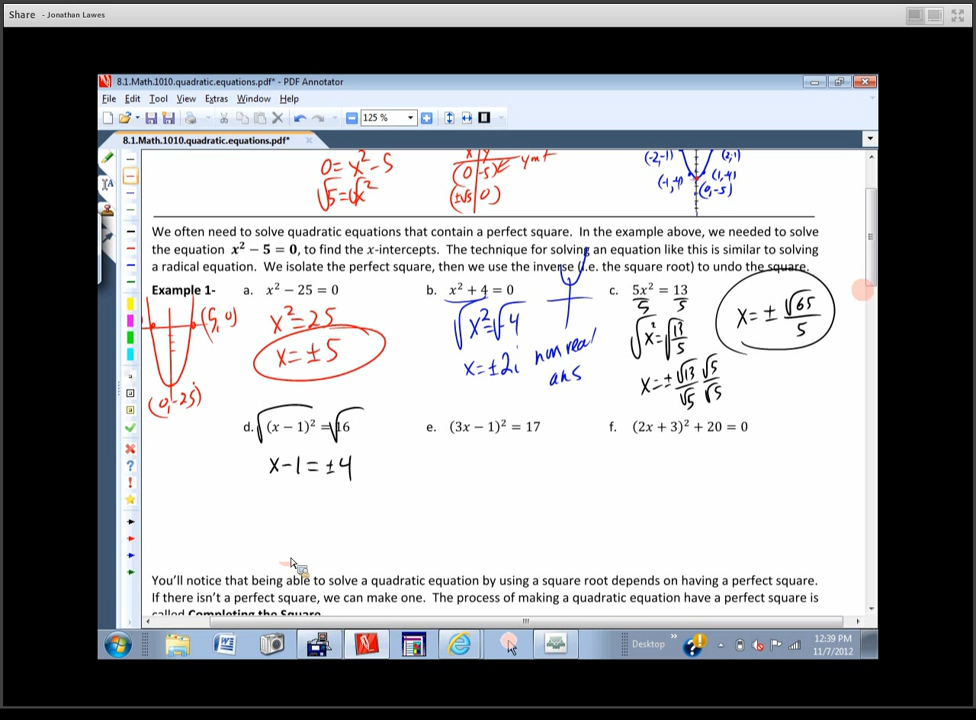 Share - Jonathan Lawes
8.1.Math.1010.quadratic.equations.pdf* - PDF Annotator
File Edit Tool View Extras Window Help
125 %
8.1.Math.1010.quadratic.equations.pdf*
0 = x² - 5
√5 = √x²
x | y
0 | -5
±√5 | 0
ymt
(-2,-1) (2,-1)
(-1,-4) (1,-4)
(0,-5)
We often need to solve quadratic equations that contain a perfect square. In the example above, we needed to solve
the equation x² − 5 = 0, to find the x-intercepts. The technique for solving an equation like this is similar to solving
a radical equation. We isolate the perfect square, then we use the inverse (i.e. the square root) to undo the square.
Example 1- a. x² − 25 = 0 b. x² + 4 = 0 c. 5x² = 13
5 5
(5, 0) x² = 25 √x² = √-4 √x² = √13/5 x = ± √65/5
x = ± 5 x = ±2i non real
ans
x = ± √13/√5 √5/√5
(0, -25)
d. √(x − 1)² = √16 e. (3x − 1)² = 17 f. (2x + 3)² + 20 = 0
x - 1 = ± 4
You'll notice that being able to solve a quadratic equation by using a square root depends on having a perfect square.
If there isn't a perfect square, we can make one. The process of making a quadratic equation have a perfect square is
called Completing the Square
Desktop
12:39 PM
11/7/2012